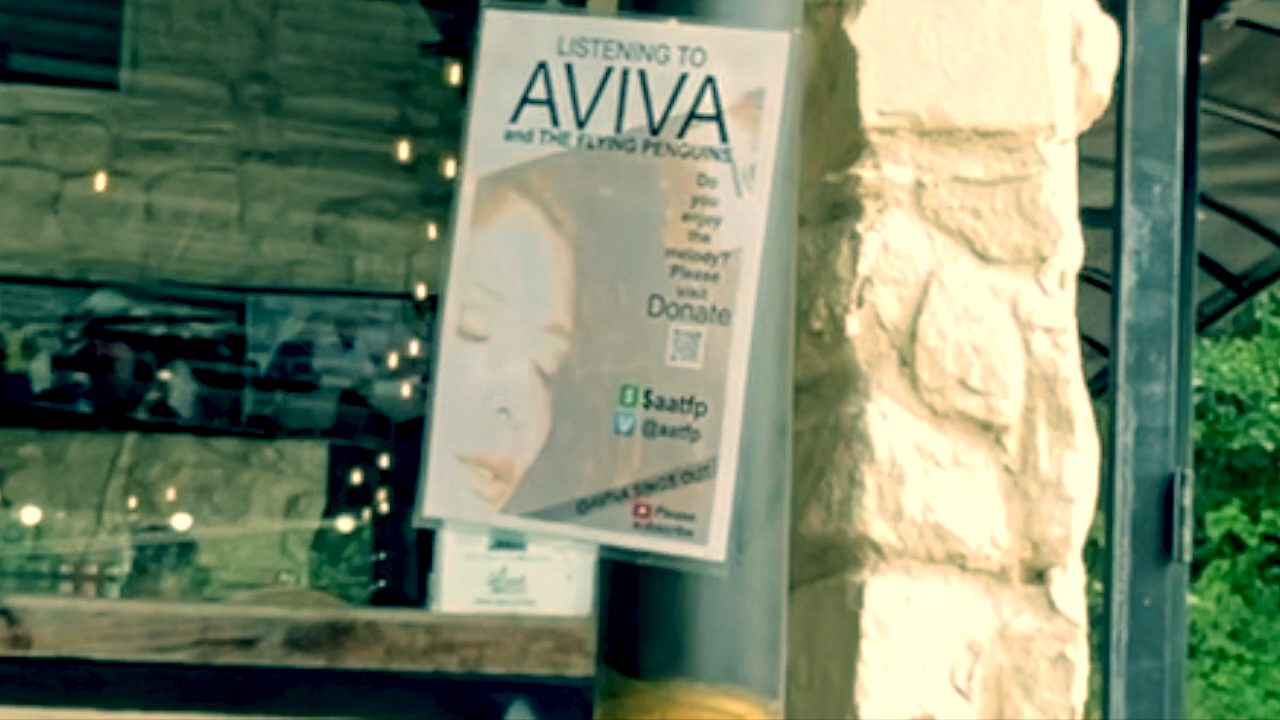 LISTENING TO
AVIVA
and THE FLYING PENGUINS
Do
you
enjoy
the
melody?
Please
visit
Donate
$aatfp
@aatfp
SINGS OUT!
Please
subscribe